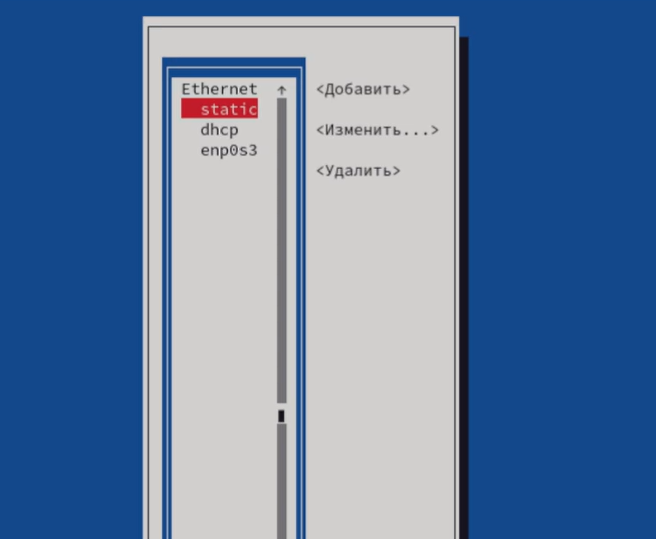 Ethernet ↑ <Добавить>
static
dhcp <Изменить...>
enp0s3
<Удалить>